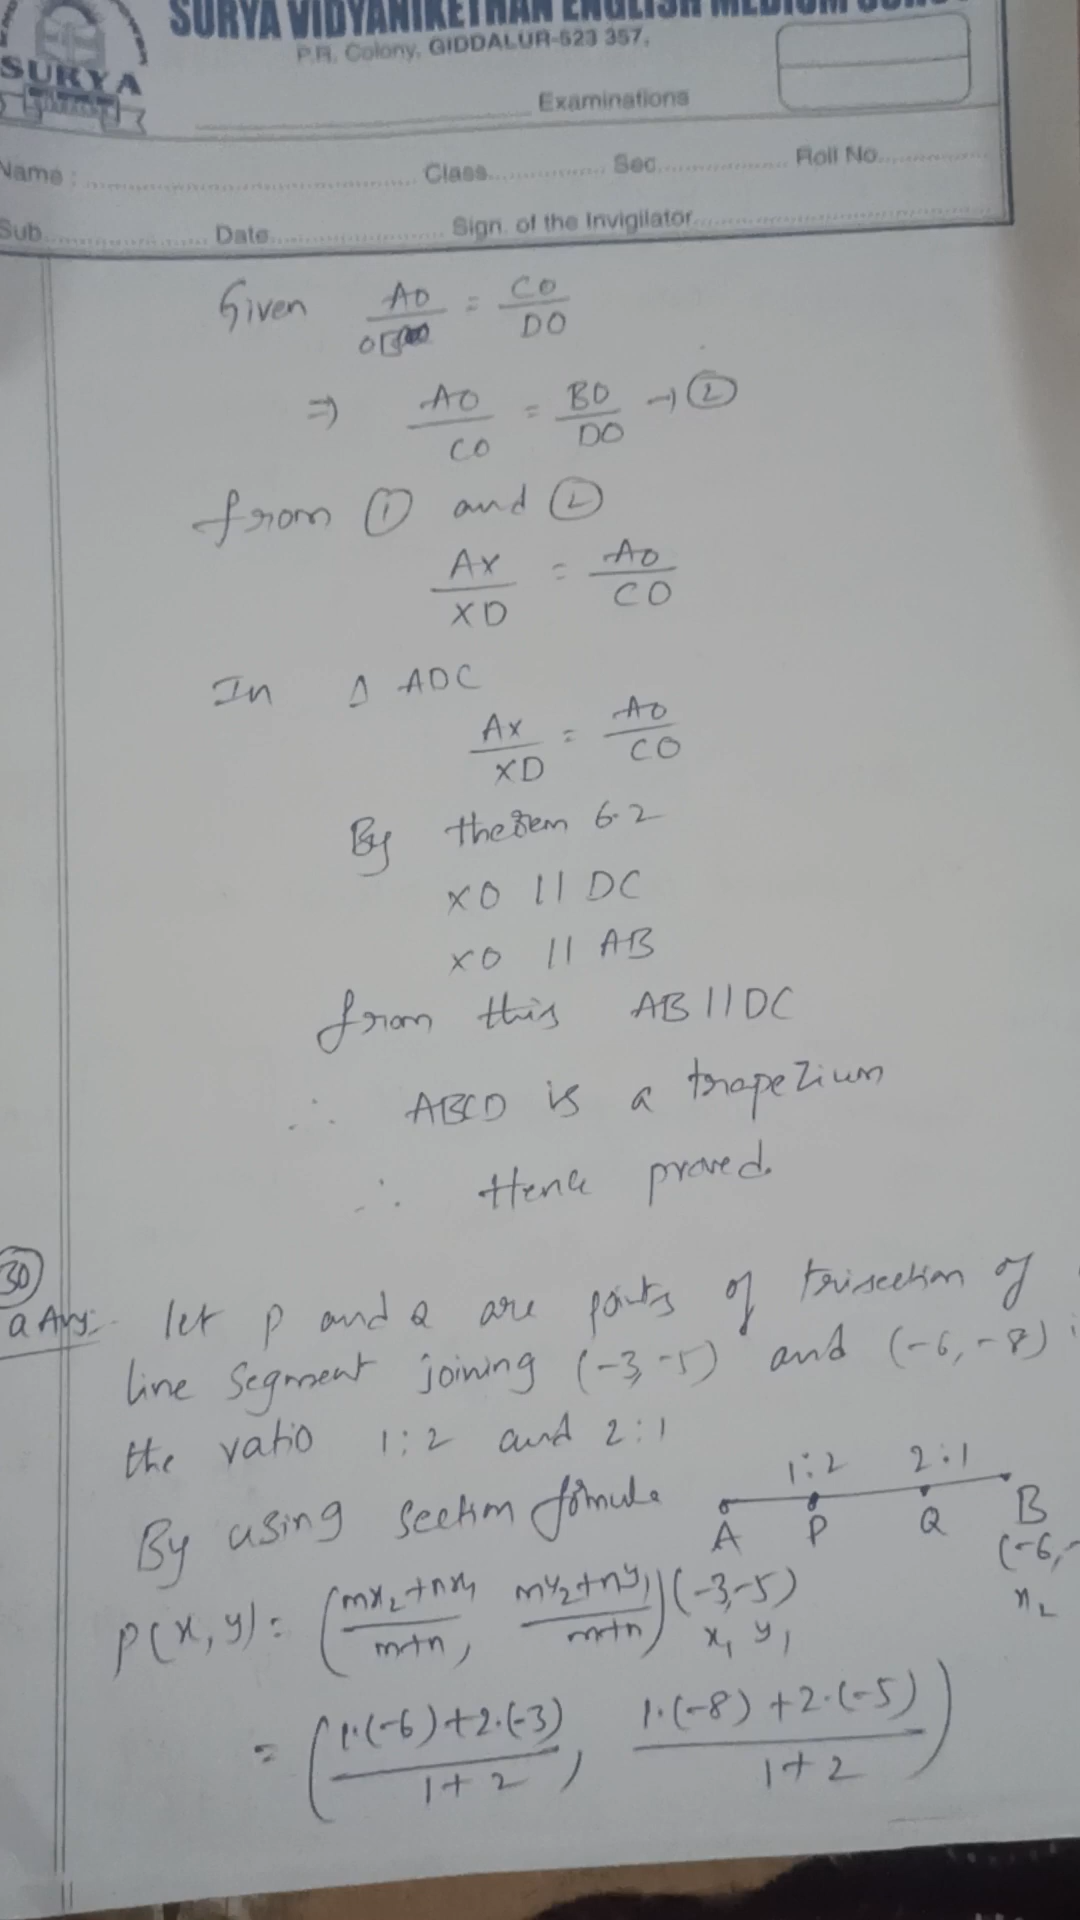 SURYA VIDYANIKETHAN ENGLISH MEDIUM
P.R. Colony, GIDDALUR-523 357.
SURYA
Examinations
Name : Class Sec. Roll No.
Sub Date Sign. of the Invigilator
Given AO/OB = CO/DO
⇒ AO/CO = BO/DO → ②
from ① and ②
AX/XD = AO/CO
In Δ ADC
AX/XD = AO/CO
By theorem 6.2
XO || DC
XO || AB
from this AB || DC
∴ ABCD is a trapezium
∴ Hence proved.
30
a Ans: let P and Q are points of trisection of
line segment joining (-3,-5) and (-6,-8) i
the ratio 1:2 and 2:1
1:2 2:1
By using section formula A P Q B
(-6,-
P(x,y) = (mx₂+nx₁/m+n, my₂+ny₁/m+n) (-3,-5) x₂
x₁ y₁
= (1.(-6)+2.(-3)/1+2, 1.(-8)+2.(-5)/1+2)